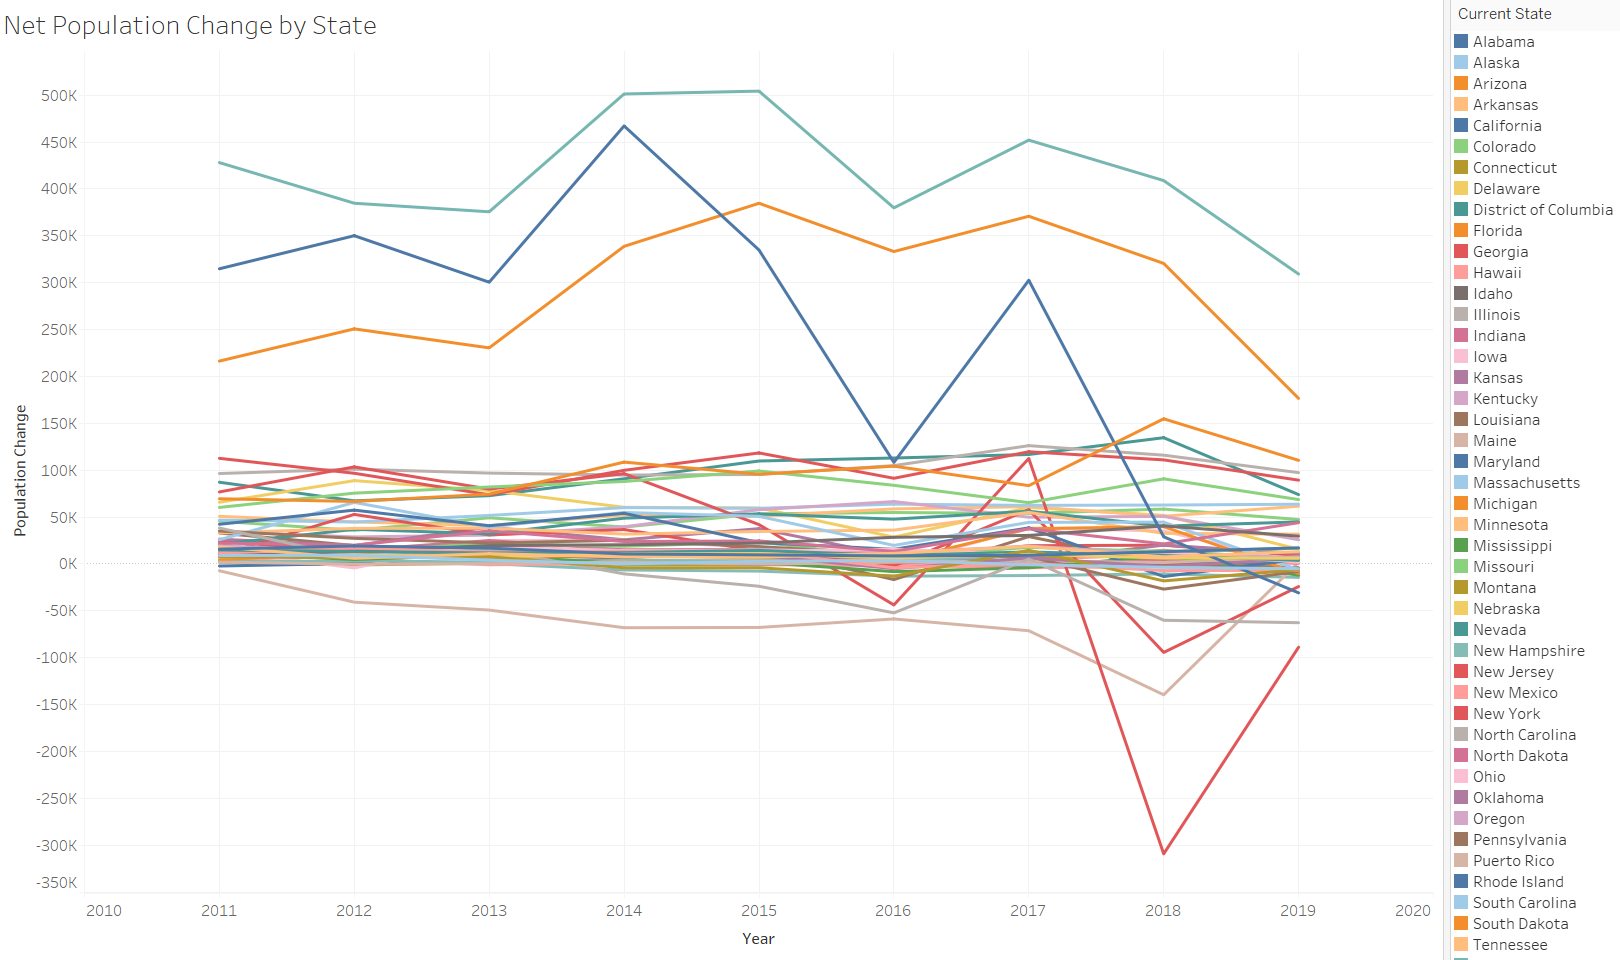 Net Population Change by State
Current State
Alabama
Alaska
Arizona
Arkansas
California
Colorado
Connecticut
Delaware
District of Columbia
Florida
Georgia
Hawaii
Idaho
Illinois
Indiana
Iowa
Kansas
Kentucky
Louisiana
Maine
Maryland
Massachusetts
Michigan
Minnesota
Mississippi
Missouri
Montana
Nebraska
Nevada
New Hampshire
New Jersey
New Mexico
New York
North Carolina
North Dakota
Ohio
Oklahoma
Oregon
Pennsylvania
Puerto Rico
Rhode Island
South Carolina
South Dakota
Tennessee
Population Change
500K
450K
400K
350K
300K
250K
200K
150K
100K
50K
0K
-50K
-100K
-150K
-200K
-250K
-300K
-350K
2010 2011 2012 2013 2014 2015 2016 2017 2018 2019 2020
Year